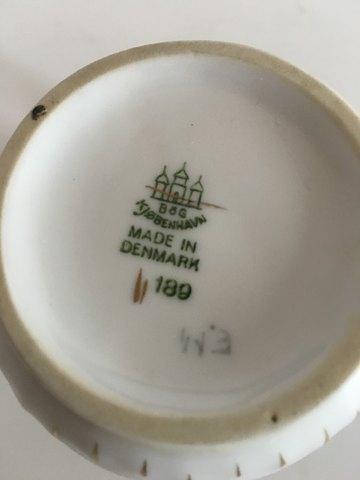 B&G
KJØBENHAVN
MADE IN
DENMARK
189
E.W